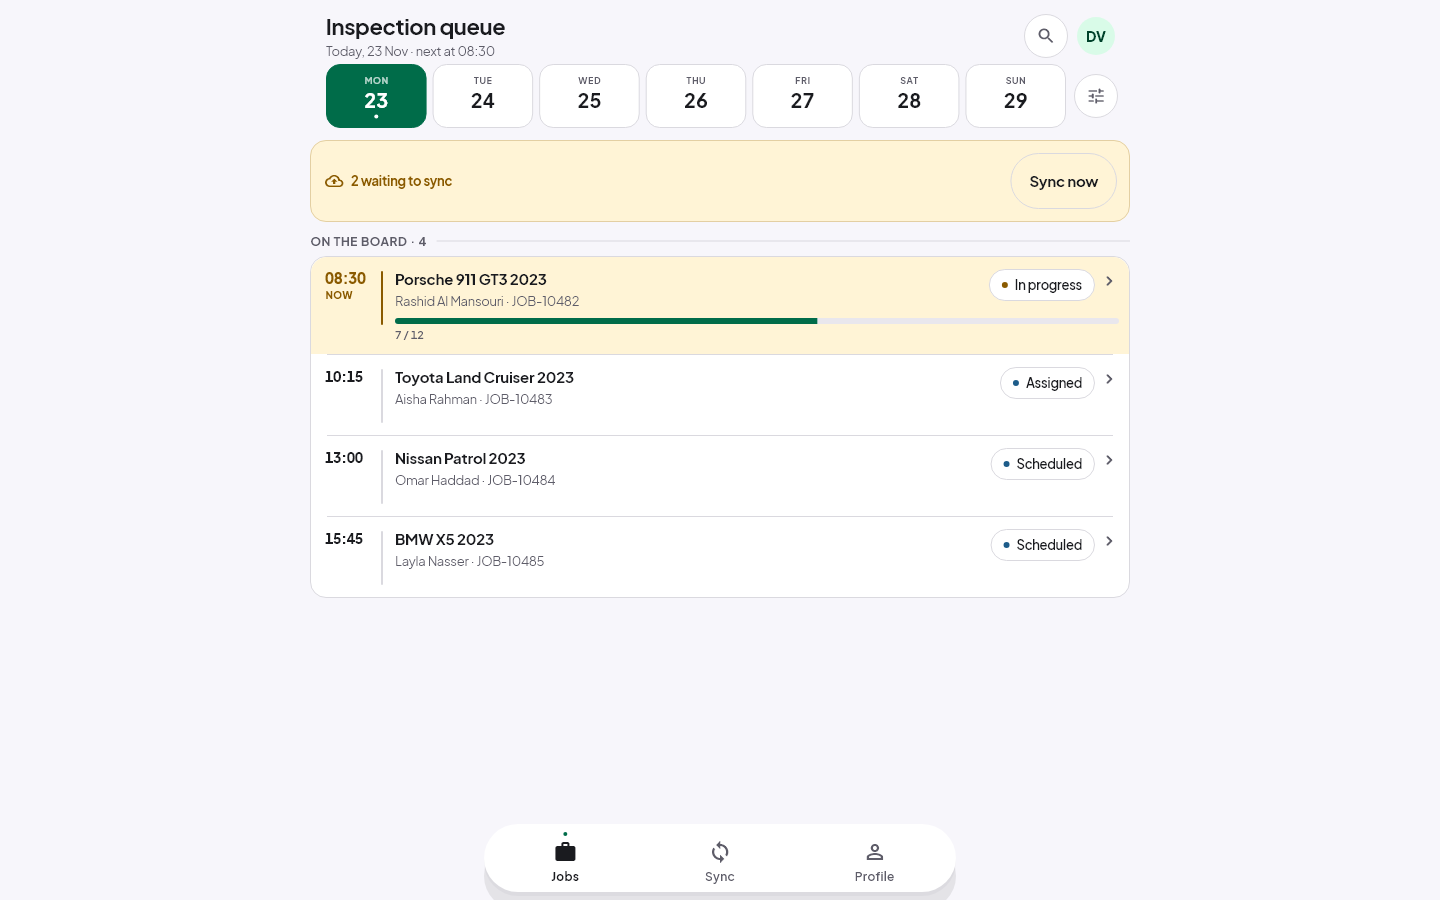 Inspection queue
Today, 23 Nov · next at 08:30
DV
MON
23
TUE
24
WED
25
THU
26
FRI
27
SAT
28
SUN
29
2 waiting to sync
Sync now
ON THE BOARD · 4
08:30
NOW
Porsche 911 GT3 2023
Rashid Al Mansouri · JOB-10482
In progress
7 / 12
10:15
Toyota Land Cruiser 2023
Aisha Rahman · JOB-10483
Assigned
13:00
Nissan Patrol 2023
Omar Haddad · JOB-10484
Scheduled
15:45
BMW X5 2023
Layla Nasser · JOB-10485
Scheduled
Jobs
Sync
Profile